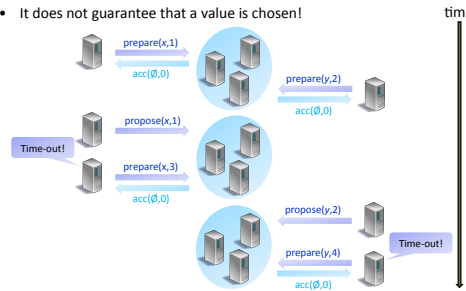 • It does not guarantee that a value is chosen!
tim
prepare(x,1)
acc(Ø,0)
prepare(y,2)
acc(Ø,0)
propose(x,1)
Time-out!
prepare(x,3)
acc(Ø,0)
propose(y,2)
Time-out!
prepare(y,4)
acc(Ø,0)